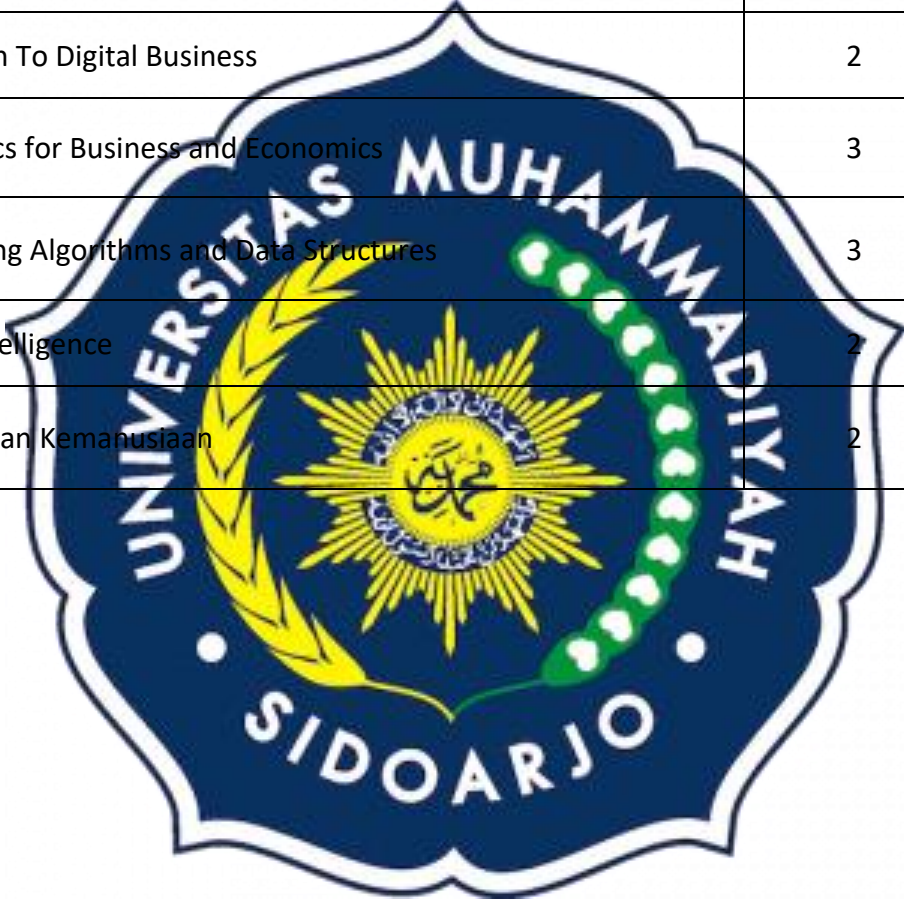 n To Digital Business 2
cs for Business and Economics 3
ng Algorithms and Data Structures 3
elligence 2
an Kemanusiaan 2
UNIVERSITAS MUHAMMADIYAH
SIDOARJO
محمد